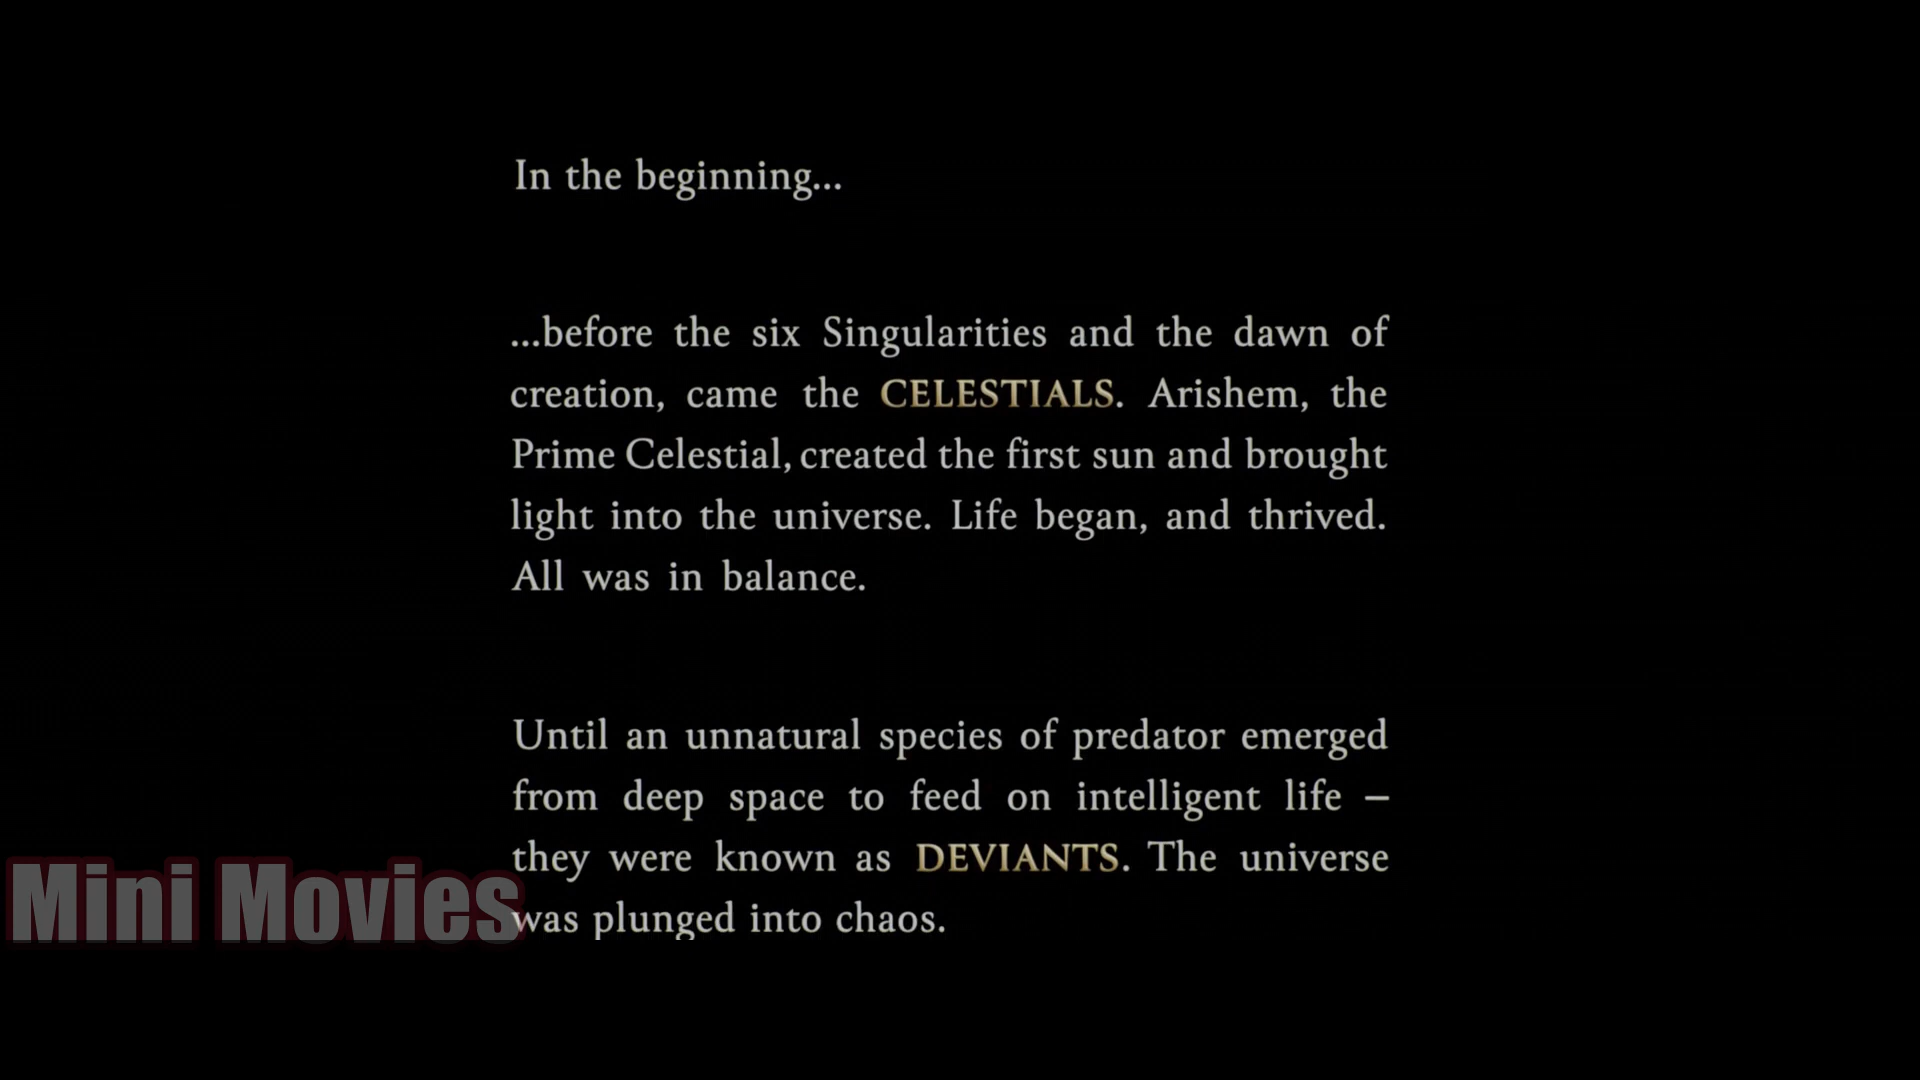 In the beginning...
...before the six Singularities and the dawn of
creation, came the CELESTIALS. Arishem, the
Prime Celestial, created the first sun and brought
light into the universe. Life began, and thrived.
All was in balance.
Until an unnatural species of predator emerged
from deep space to feed on intelligent life –
they were known as DEVIANTS. The universe
was plunged into chaos.
Mini Movies